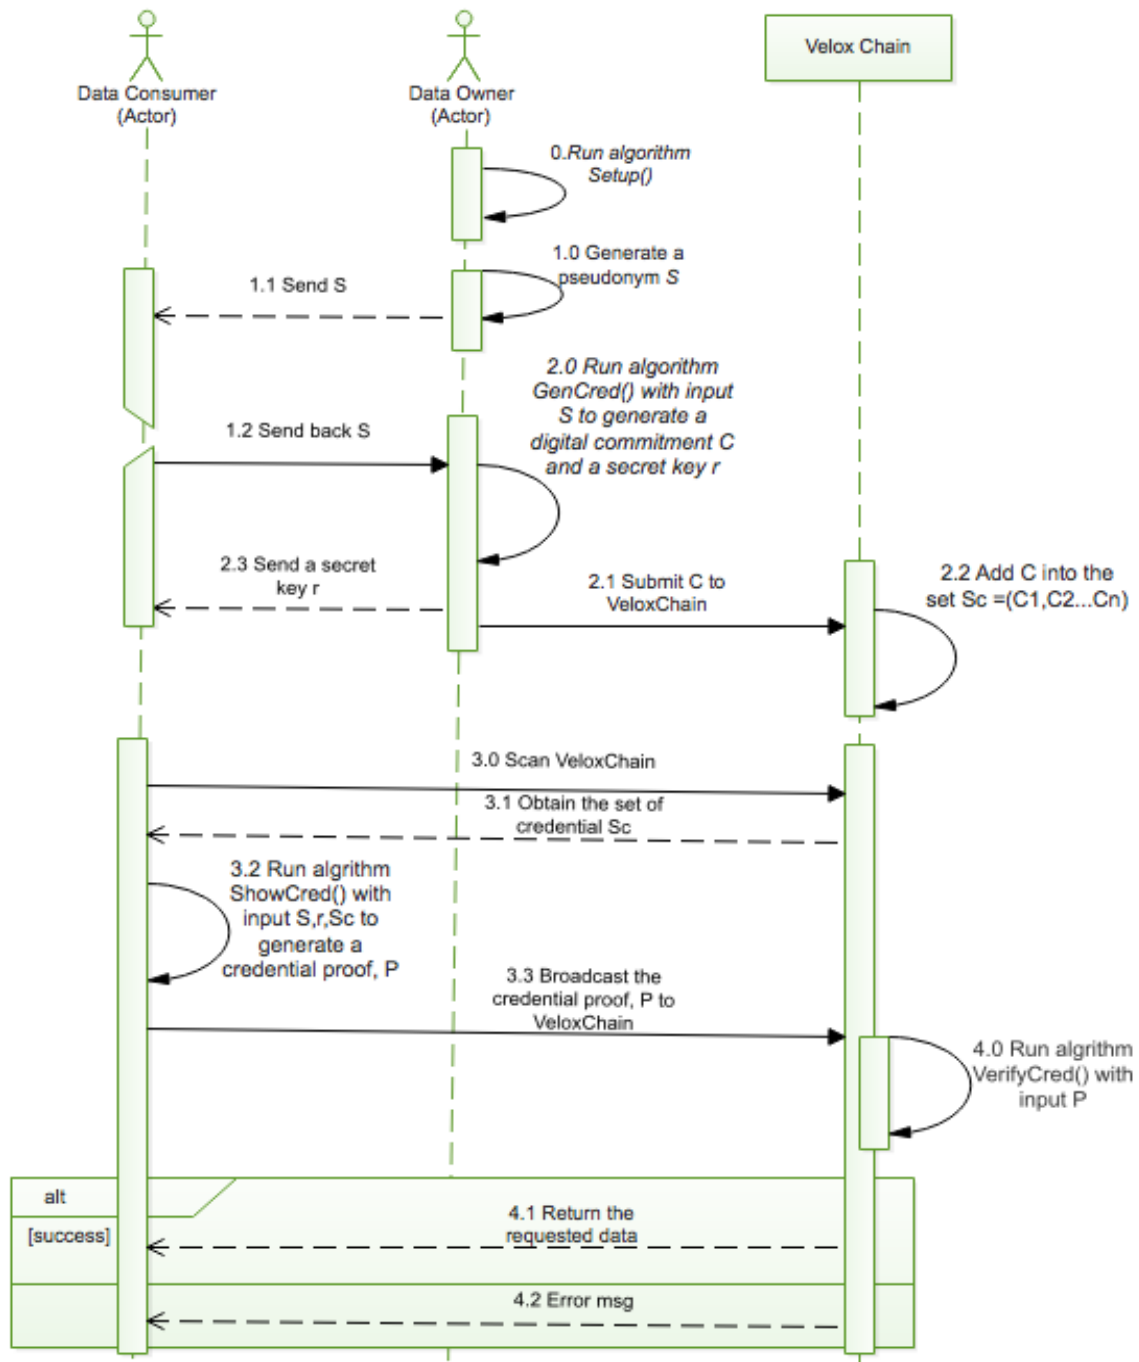 Data Consumer
(Actor)
Data Owner
(Actor)
Velox Chain
0.Run algorithm
Setup()
1.0 Generate a
pseudonym S
1.1 Send S
2.0 Run algorithm
GenCred() with input
S to generate a
digital commitment C
and a secret key r
1.2 Send back S
2.3 Send a secret
key r
2.1 Submit C to
VeloxChain
2.2 Add C into the
set Sc =(C1,C2...Cn)
3.0 Scan VeloxChain
3.1 Obtain the set of
credential Sc
3.2 Run algrithm
ShowCred() with
input S,r,Sc to
generate a
credential proof, P
3.3 Broadcast the
credential proof, P to
VeloxChain
4.0 Run algrithm
VerifyCred() with
input P
alt
[success]
4.1 Return the
requested data
4.2 Error msg